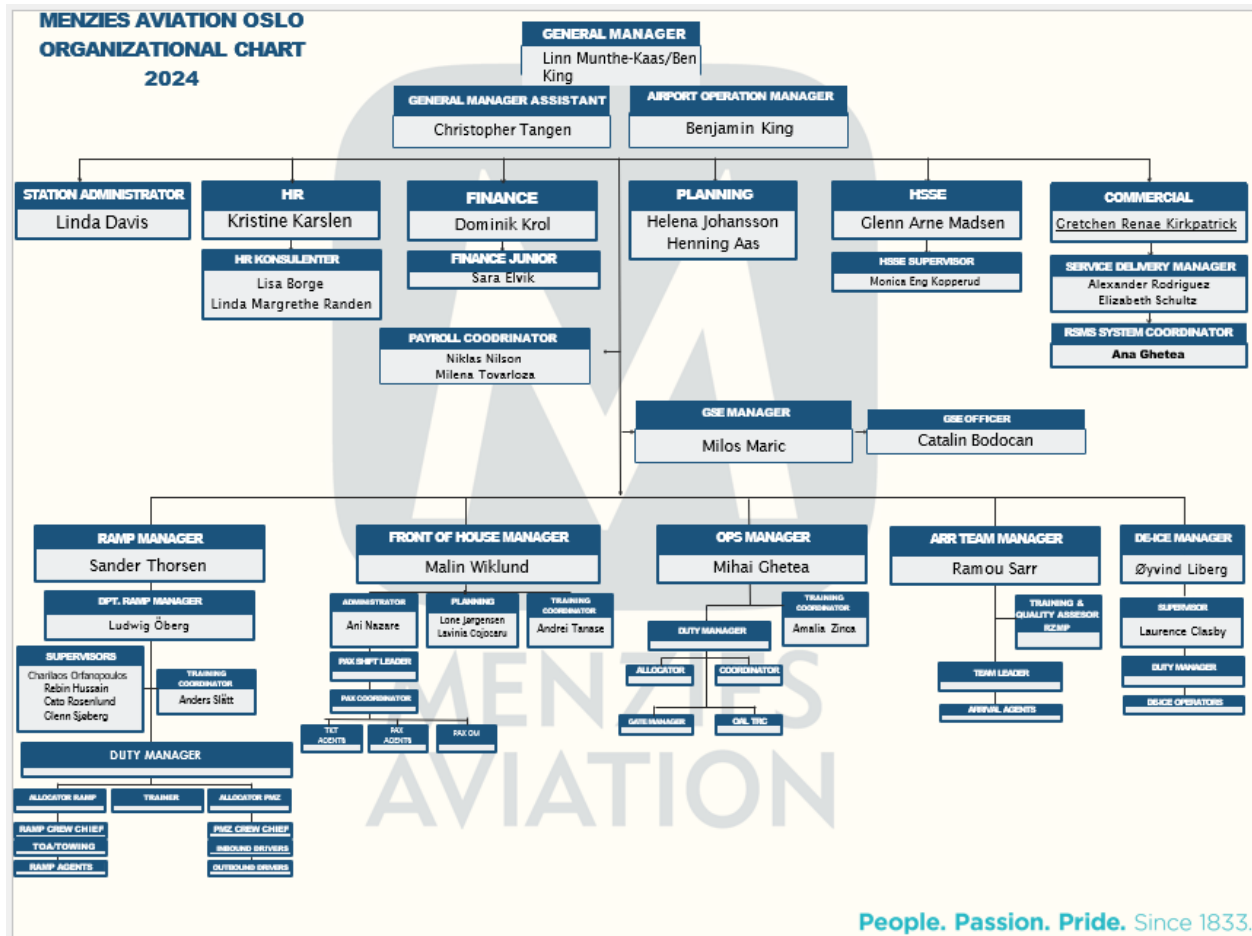 MENZIES AVIATION OSLO
ORGANIZATIONAL CHART
2024
GENERAL MANAGER
Linn Munthe-Kaas/Ben
King
GENERAL MANAGER ASSISTANT
Christopher Tangen
AIRPORT OPERATION MANAGER
Benjamin King
STATION ADMINISTRATOR
Linda Davis
HR
Kristine Karslen
HR KONSULENTER
Lisa Borge
Linda Margrethe Randen
FINANCE
Dominik Krol
FINANCE JUNIOR
Sara Elvik
PLANNING
Helena Johansson
Henning Aas
HSSE
Glenn Arne Madsen
HSSE SUPERVISOR
Monica Eng Kopperud
COMMERCIAL
Gretchen Renae Kirkpatrick
SERVICE DELIVERY MANAGER
Alexander Rodriguez
Elizabeth Schultz
RSMS SYSTEM COORDINATOR
Ana Ghetea
PAYROLL COODRINATOR
Niklas Nilson
Milena Tovarloza
GSE MANAGER
Milos Maric
GSE OFFICER
Catalin Bodocan
RAMP MANAGER
Sander Thorsen
DPT. RAMP MANAGER
Ludwig Öberg
SUPERVISORS
Charilaos Orfanopoulos
Rebin Hussain
Cato Rosenlund
Glenn Sjøberg
TRAINING
COORDINATOR
Anders Slätt
DUTY MANAGER
ALLOCATOR RAMP
TRAINER
ALLOCATOR PMZ
RAMP CREW CHIEF
TOA/TOWING
RAMP AGENTS
PMZ CREW CHIEF
INBOUND DRIVERS
OUTBOUND DRIVERS
FRONT OF HOUSE MANAGER
Malin Wiklund
ADMINISTRATOR
Ani Nazare
PLANNING
Lone Jørgensen
Lavinia Cojocaru
TRAINING
COORDINATOR
Andrei Tanase
PAX SHIFT LEADER
PAX COORDINATOR
TKT
AGENTS
PAX
AGENTS
PAX OM
OPS MANAGER
Mihai Ghetea
TRAINING
COORDINATOR
Amalia Zinca
DUTY MANAGER
ALLOCATOR
COORDINATOR
GATE MANAGER
OAL TRC
ARR TEAM MANAGER
Ramou Sarr
TRAINING &
QUALITY ASSESOR
RZMP
TEAM LEADER
ARRIVAL AGENTS
DE-ICE MANAGER
Øyvind Liberg
SUPERVISOR
Laurence Clasby
DUTY MANAGER
DE-ICE OPERATORS
MENZIES
AVIATION
People. Passion. Pride. Since 1833.